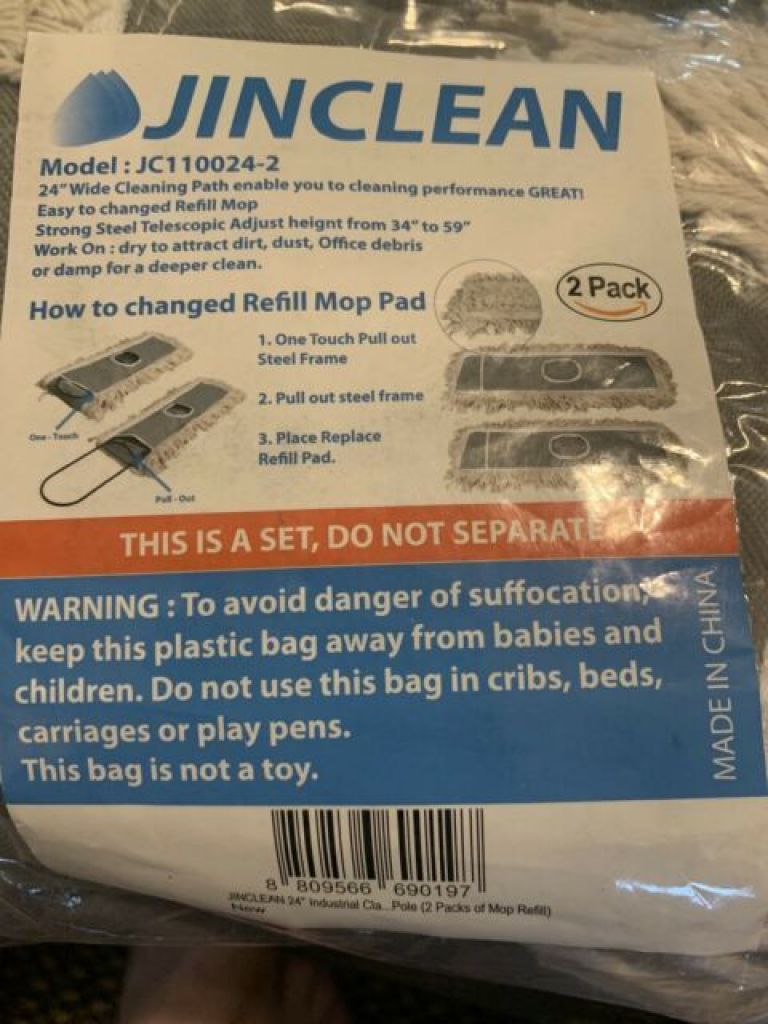 JINCLEAN
Model : JC110024-2
24" Wide Cleaning Path enable you to cleaning performance GREAT!
Easy to changed Refill Mop
Strong Steel Telescopic Adjust heignt from 34" to 59"
Work On : dry to attract dirt, dust, Office debris
or damp for a deeper clean.
How to changed Refill Mop Pad
2 Pack
1. One Touch Pull out
Steel Frame
2. Pull out steel frame
3. Place Replace
Refill Pad.
One - Touch
Pull - Out
THIS IS A SET, DO NOT SEPARATE
WARNING : To avoid danger of suffocation,
keep this plastic bag away from babies and
children. Do not use this bag in cribs, beds,
carriages or play pens.
This bag is not a toy.
MADE IN CHINA
8 809566 690197
JINCLEAN 24" Industrial Cla...Pole (2 Packs of Mop Refill)
New